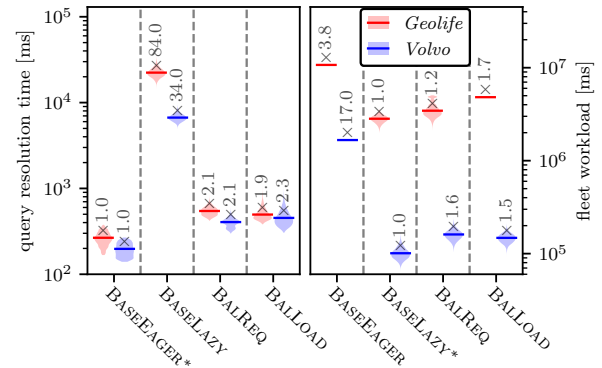 query resolution time [ms]
10^5
10^4
10^3
10^2
×1.0
×1.0
×84.0
×34.0
×2.1
×2.1
×1.9
×2.3
BASEEAGER*
BASELAZY
BALREQ
BALLOAD
Geolife
Volvo
×3.8
×17.0
×1.0
×1.0
×1.2
×1.6
×1.7
×1.5
BASEEAGER
BASELAZY*
BALREQ
BALLOAD
10^7
10^6
10^5
fleet workload [ms]